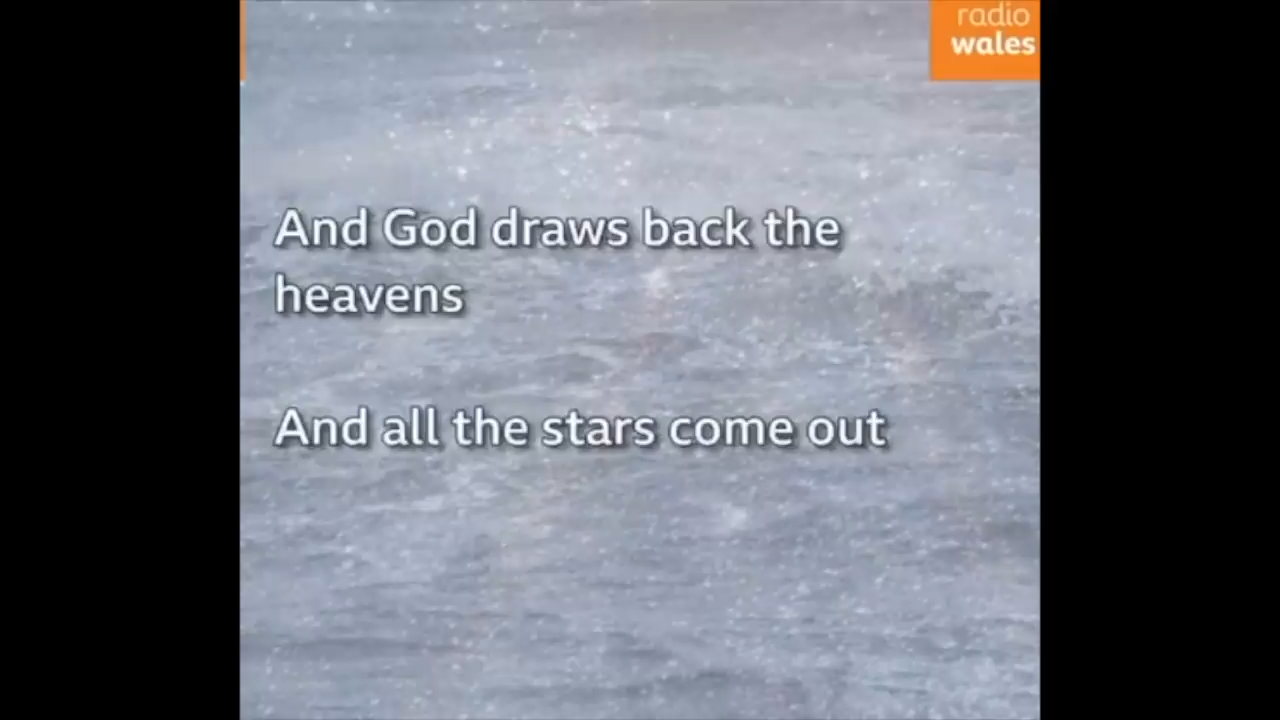 radio
wales
And God draws back the
heavens
And all the stars come out